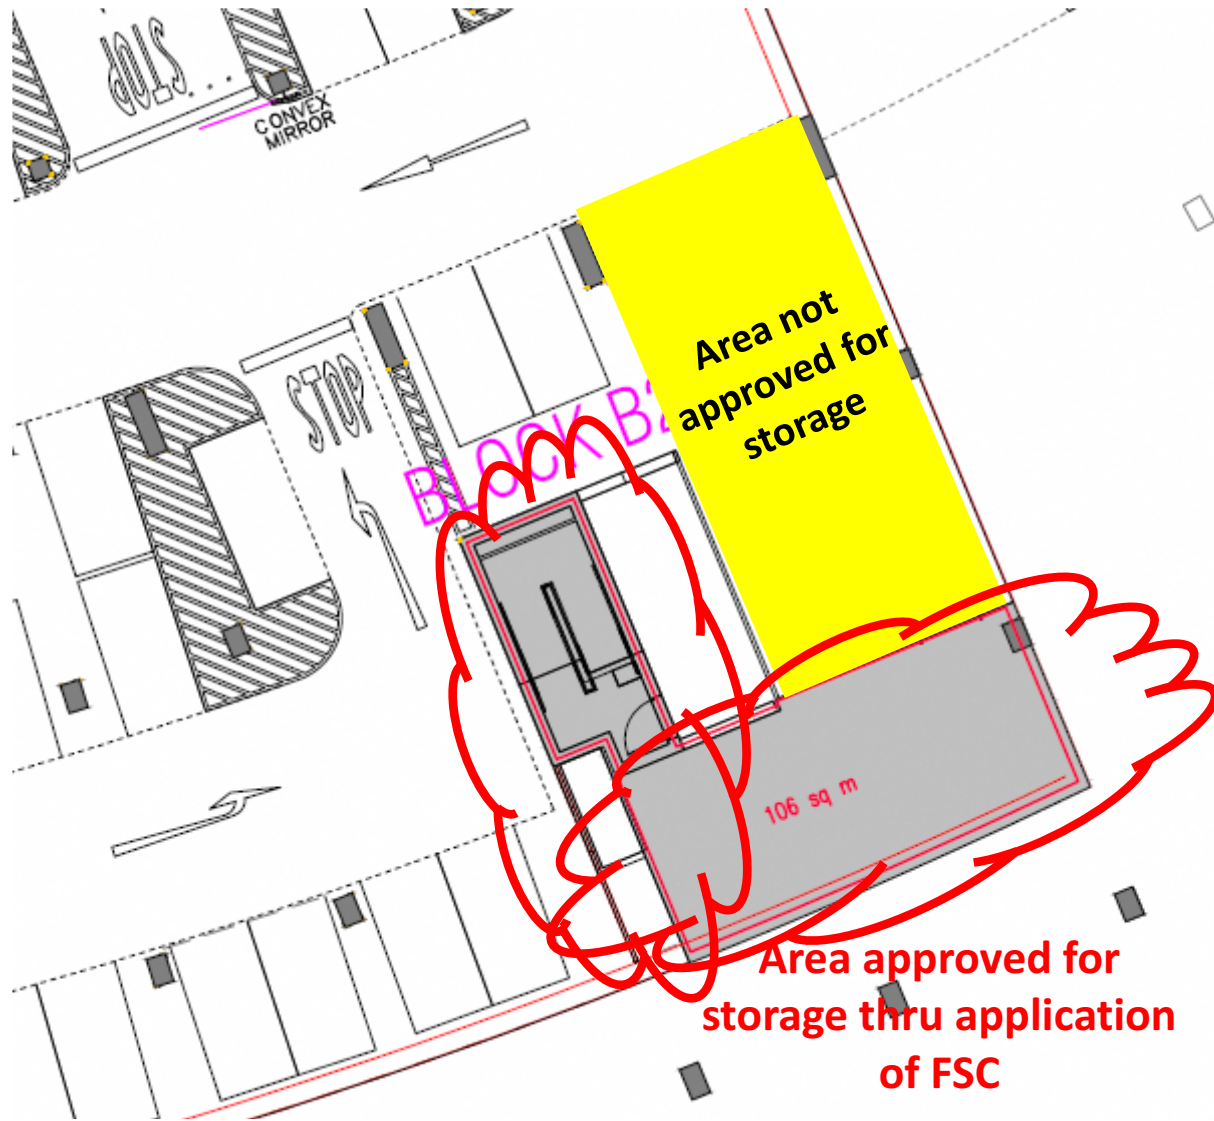 STOP
CONVEX
MIRROR
STOP
BLOCK B2
Area not
approved for
storage
106 sq m
Area approved for
storage thru application
of FSC